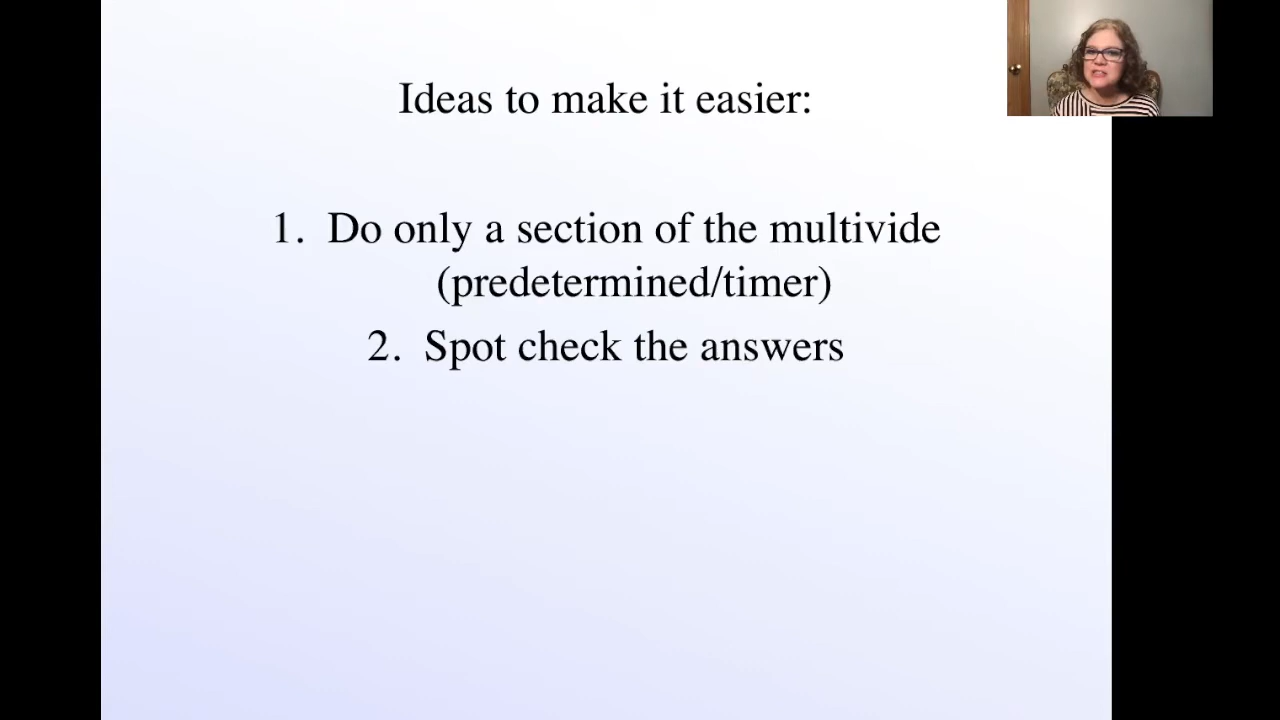 Ideas to make it easier:
1. Do only a section of the multivide
(predetermined/timer)
2. Spot check the answers